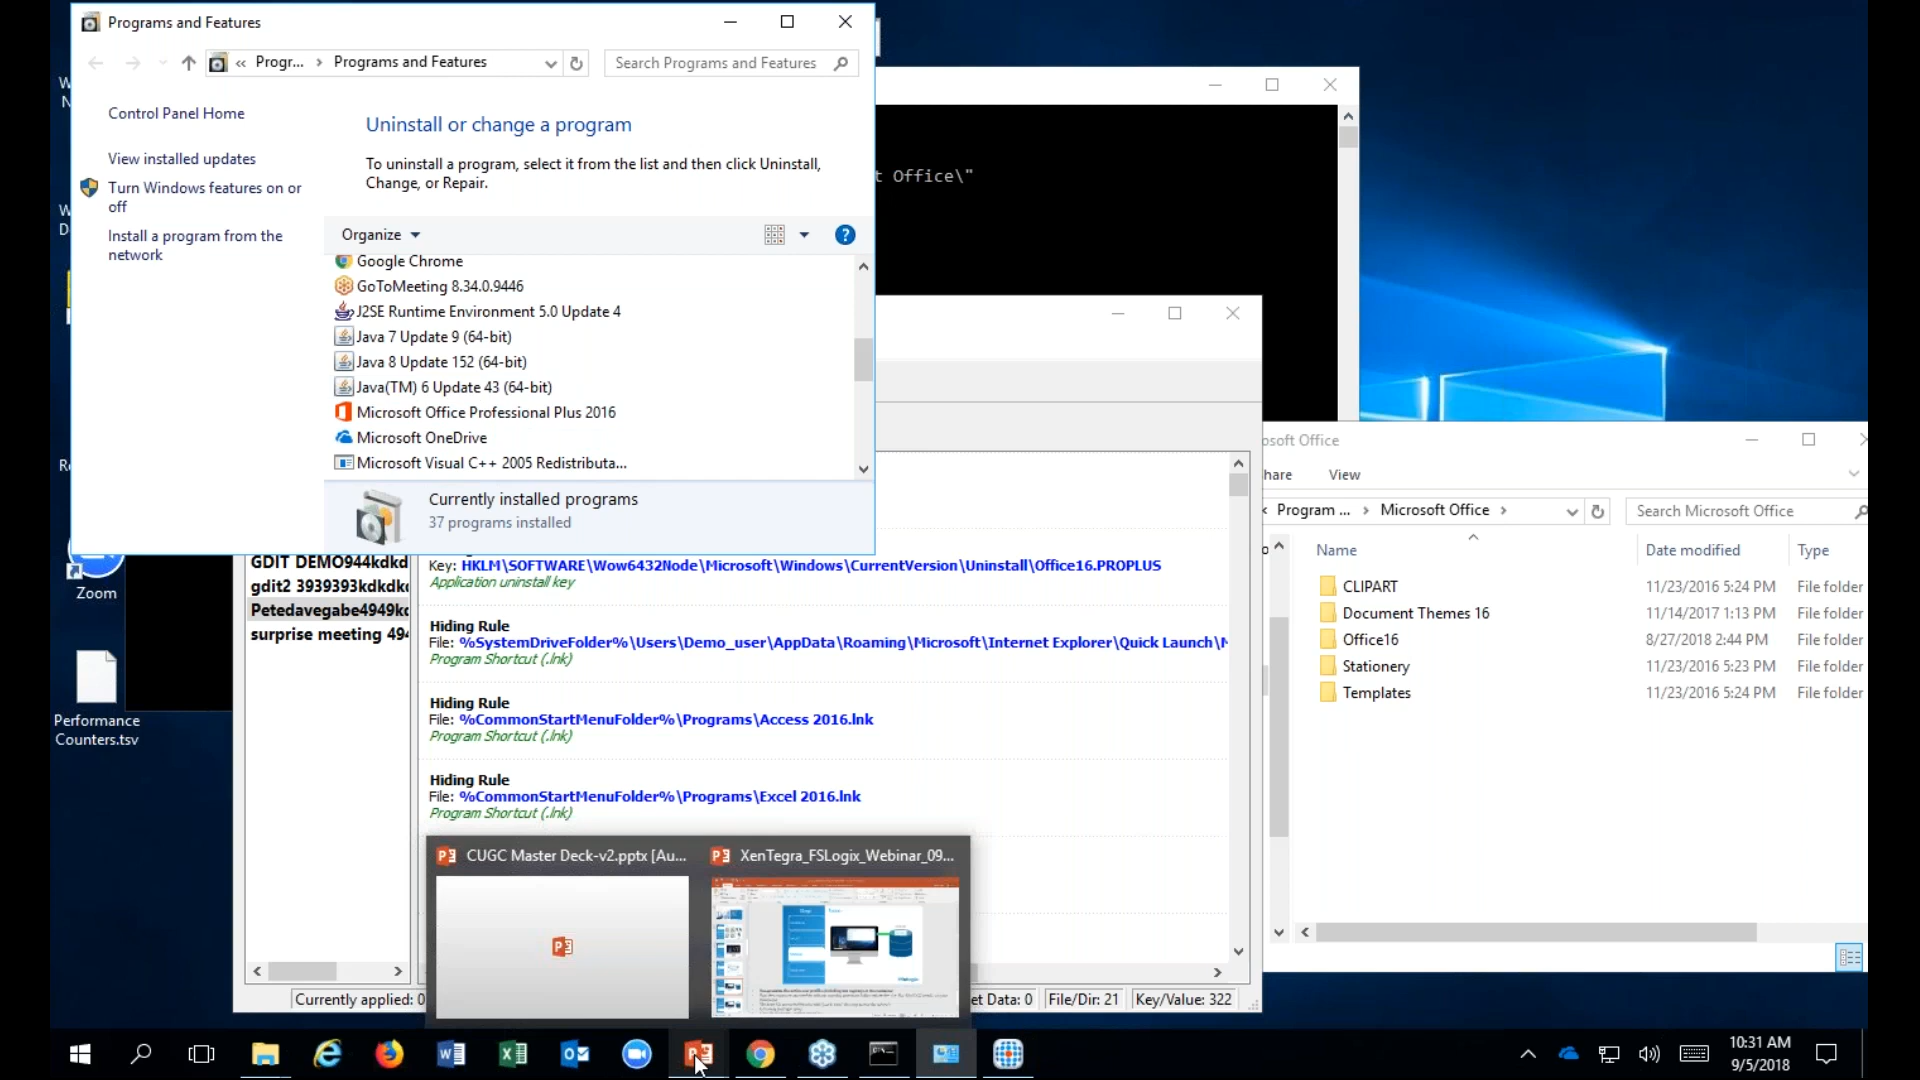 Programs and Features
« Progr... › Programs and Features
Search Programs and Features
Control Panel Home
View installed updates
Turn Windows features on or
off
Install a program from the
network
Uninstall or change a program
To uninstall a program, select it from the list and then click Uninstall,
Change, or Repair.
Organize
Google Chrome
GoToMeeting 8.34.0.9446
J2SE Runtime Environment 5.0 Update 4
Java 7 Update 9 (64-bit)
Java 8 Update 152 (64-bit)
Java(TM) 6 Update 43 (64-bit)
Microsoft Office Professional Plus 2016
Microsoft OneDrive
Microsoft Visual C++ 2005 Redistributa...
Currently installed programs
37 programs installed
t Office\"
Zoom
Performance
Counters.tsv
GDIT DEMO944kdkd
gdit2 3939393kdkd
Petedavegabe4949kd
surprise meeting 494
Key: HKLM\SOFTWARE\Wow6432Node\Microsoft\Windows\CurrentVersion\Uninstall\Office16.PROPLUS
Application uninstall key
Hiding Rule
File: %SystemDriveFolder%\Users\Demo_user\AppData\Roaming\Microsoft\Internet Explorer\Quick Launch\M
Program Shortcut (.lnk)
Hiding Rule
File: %CommonStartMenuFolder%\Programs\Access 2016.lnk
Program Shortcut (.lnk)
Hiding Rule
File: %CommonStartMenuFolder%\Programs\Excel 2016.lnk
Program Shortcut (.lnk)
Currently applied: 0
et Data: 0
File/Dir: 21
Key/Value: 322
CUGC Master Deck-v2.pptx [Au...
XenTegra_FSLogix_Webinar_09...
osoft Office
hare
View
Program ... › Microsoft Office ›
Search Microsoft Office
Name
Date modified
Type
CLIPART 11/23/2016 5:24 PM File folder
Document Themes 16 11/14/2017 1:13 PM File folder
Office16 8/27/2018 2:44 PM File folder
Stationery 11/23/2016 5:23 PM File folder
Templates 11/23/2016 5:24 PM File folder
10:31 AM
9/5/2018